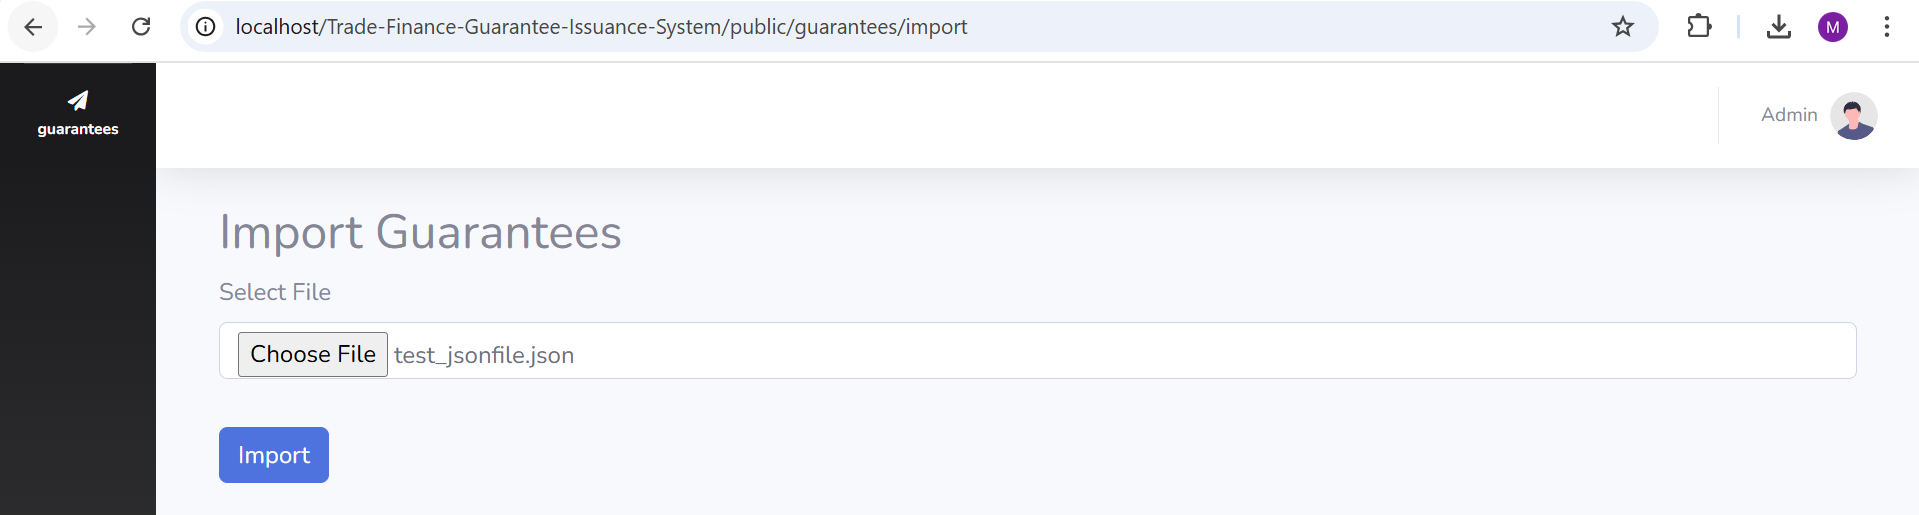 localhost/Trade-Finance-Guarantee-Issuance-System/public/guarantees/import
M
guarantees
Admin
Import Guarantees
Select File
Choose File test_jsonfile.json
Import